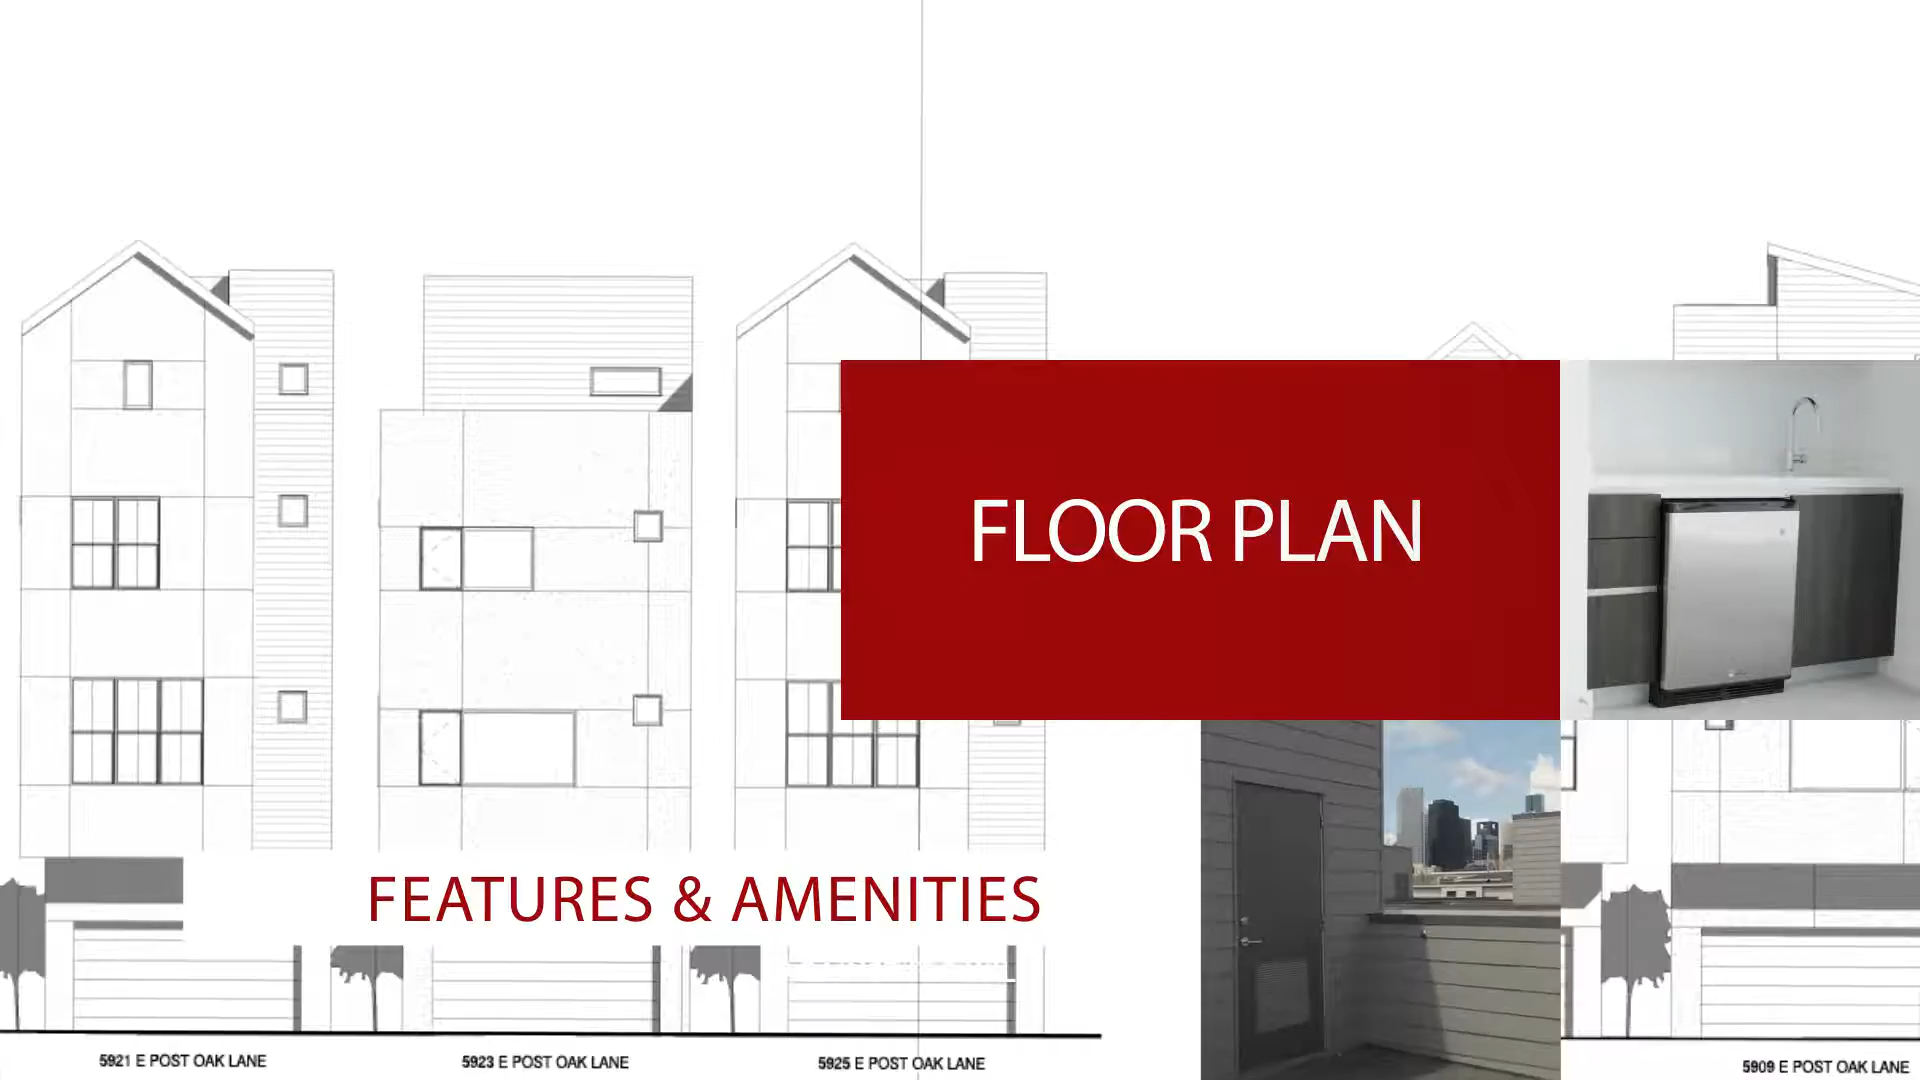 FLOOR PLAN
FEATURES & AMENITIES
5921 E POST OAK LANE
5923 E POST OAK LANE
5925 E POST OAK LANE
5909 E POST OAK LANE